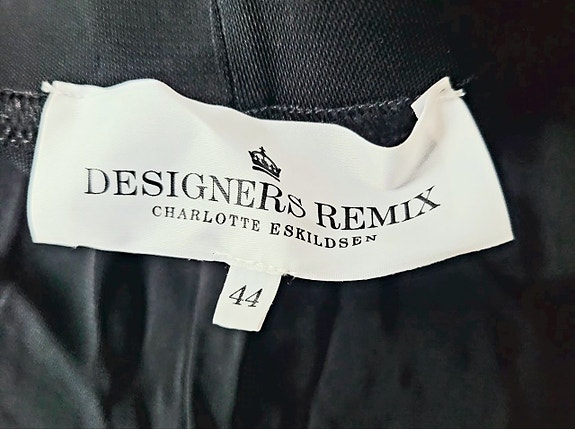 DESIGNERS REMIX
CHARLOTTE ESKILDSEN
44